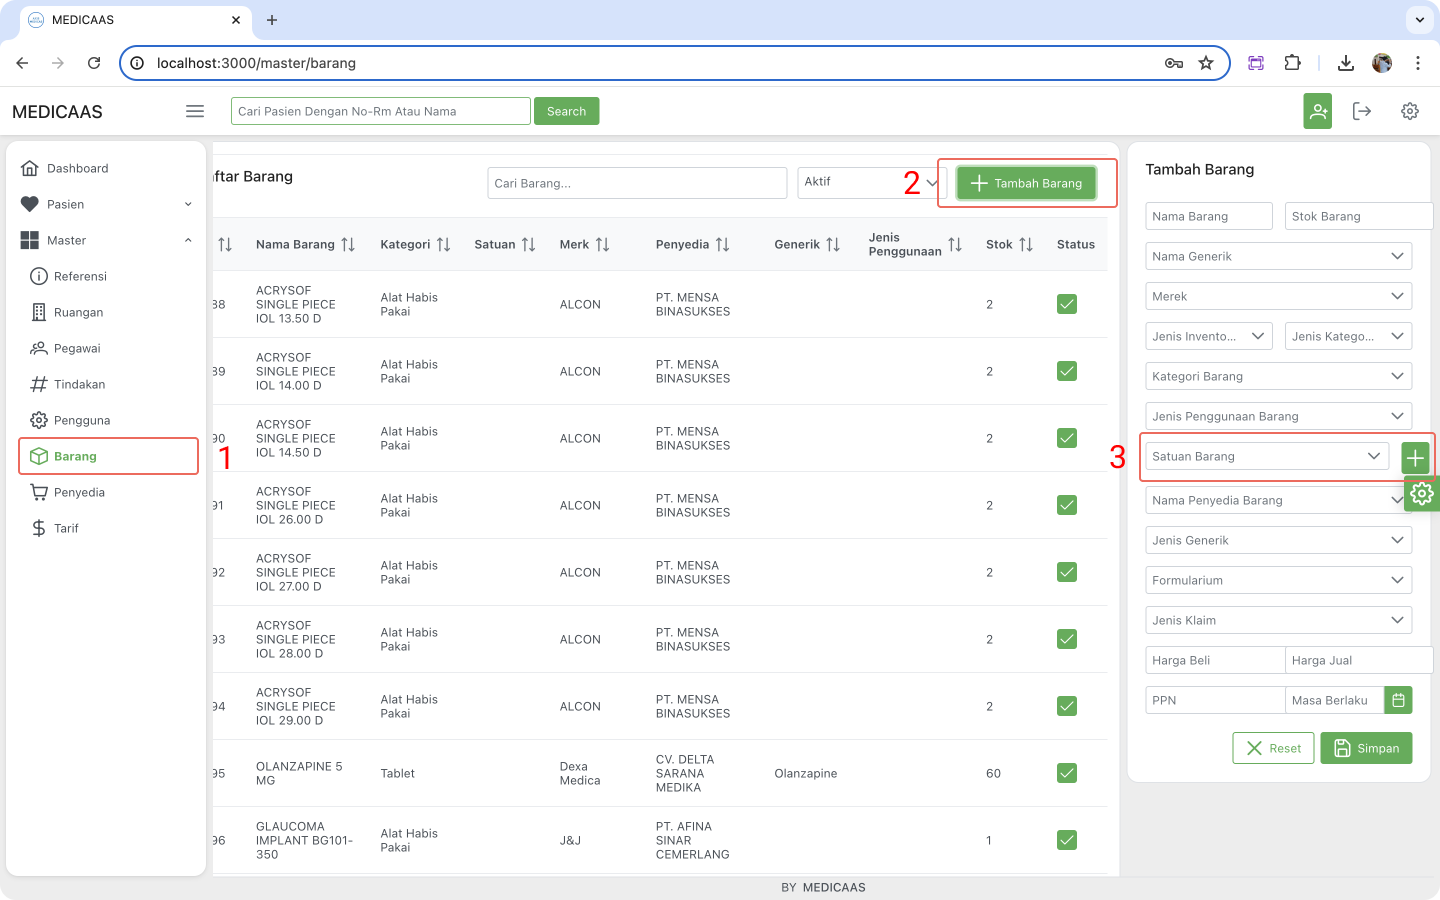 MEDICAAS
localhost:3000/master/barang
MEDICAAS
Cari Pasien Dengan No-Rm Atau Nama
Search
Dashboard
Pasien
Master
Referensi
Ruangan
Pegawai
Tindakan
Pengguna
Barang
1
Penyedia
Tarif
ftar Barang
Cari Barang...
Aktif
2
Tambah Barang
Nama Barang
Kategori
Satuan
Merk
Penyedia
Generik
Jenis
Penggunaan
Stok
Status
88
ACRYSOF
SINGLE PIECE
IOL 13.50 D
Alat Habis
Pakai
ALCON
PT. MENSA
BINASUKSES
2
89
ACRYSOF
SINGLE PIECE
IOL 14.00 D
Alat Habis
Pakai
ALCON
PT. MENSA
BINASUKSES
2
90
ACRYSOF
SINGLE PIECE
IOL 14.50 D
Alat Habis
Pakai
ALCON
PT. MENSA
BINASUKSES
2
91
ACRYSOF
SINGLE PIECE
IOL 26.00 D
Alat Habis
Pakai
ALCON
PT. MENSA
BINASUKSES
2
92
ACRYSOF
SINGLE PIECE
IOL 27.00 D
Alat Habis
Pakai
ALCON
PT. MENSA
BINASUKSES
2
93
ACRYSOF
SINGLE PIECE
IOL 28.00 D
Alat Habis
Pakai
ALCON
PT. MENSA
BINASUKSES
2
94
ACRYSOF
SINGLE PIECE
IOL 29.00 D
Alat Habis
Pakai
ALCON
PT. MENSA
BINASUKSES
2
95
OLANZAPINE 5
MG
Tablet
Dexa
Medica
CV. DELTA
SARANA
MEDIKA
Olanzapine
60
96
GLAUCOMA
IMPLANT BG101-
350
Alat Habis
Pakai
J&J
PT. AFINA
SINAR
CEMERLANG
1
Tambah Barang
Nama Barang
Stok Barang
Nama Generik
Merek
Jenis Invento...
Jenis Katego...
Kategori Barang
Jenis Penggunaan Barang
3
Satuan Barang
Nama Penyedia Barang
Jenis Generik
Formularium
Jenis Klaim
Harga Beli
Harga Jual
PPN
Masa Berlaku
Reset
Simpan
BY MEDICAAS